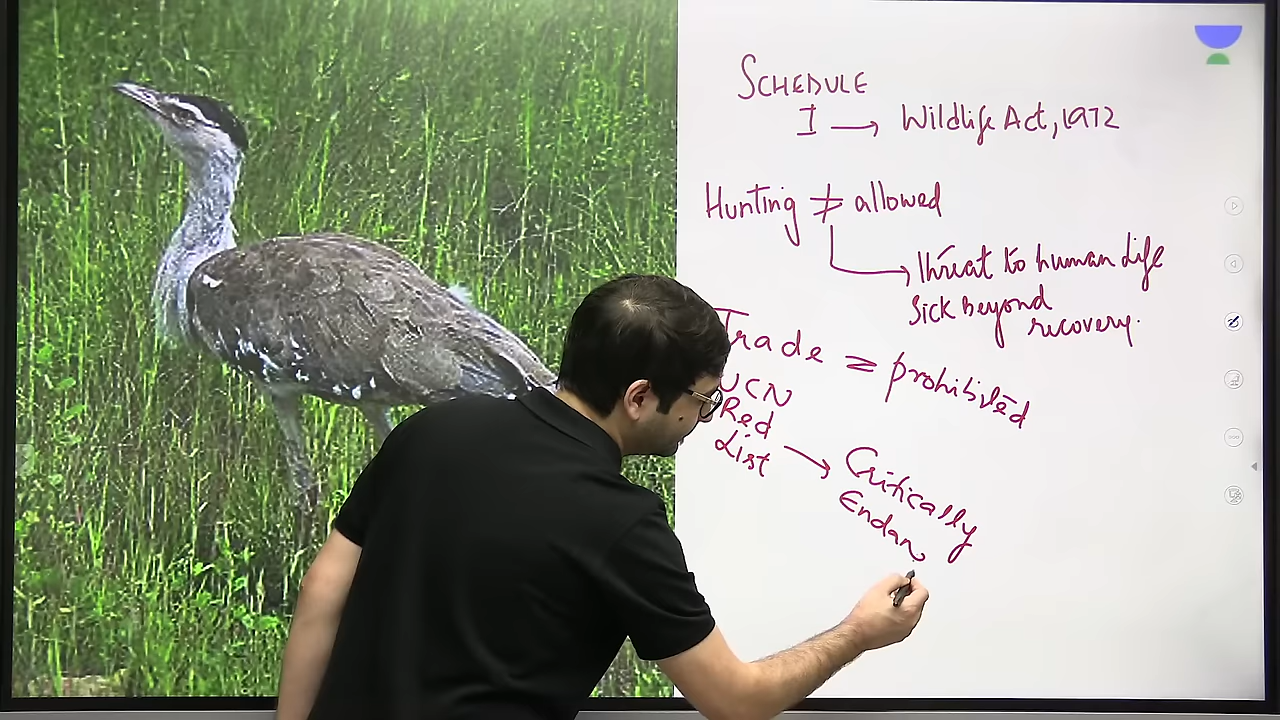 SCHEDULE
I → Wildlife Act, 1972
Hunting ≠ allowed
threat to human life
Sick beyond
recovery.
Trade = prohibited
UCN
Red
List → Critically
Endan